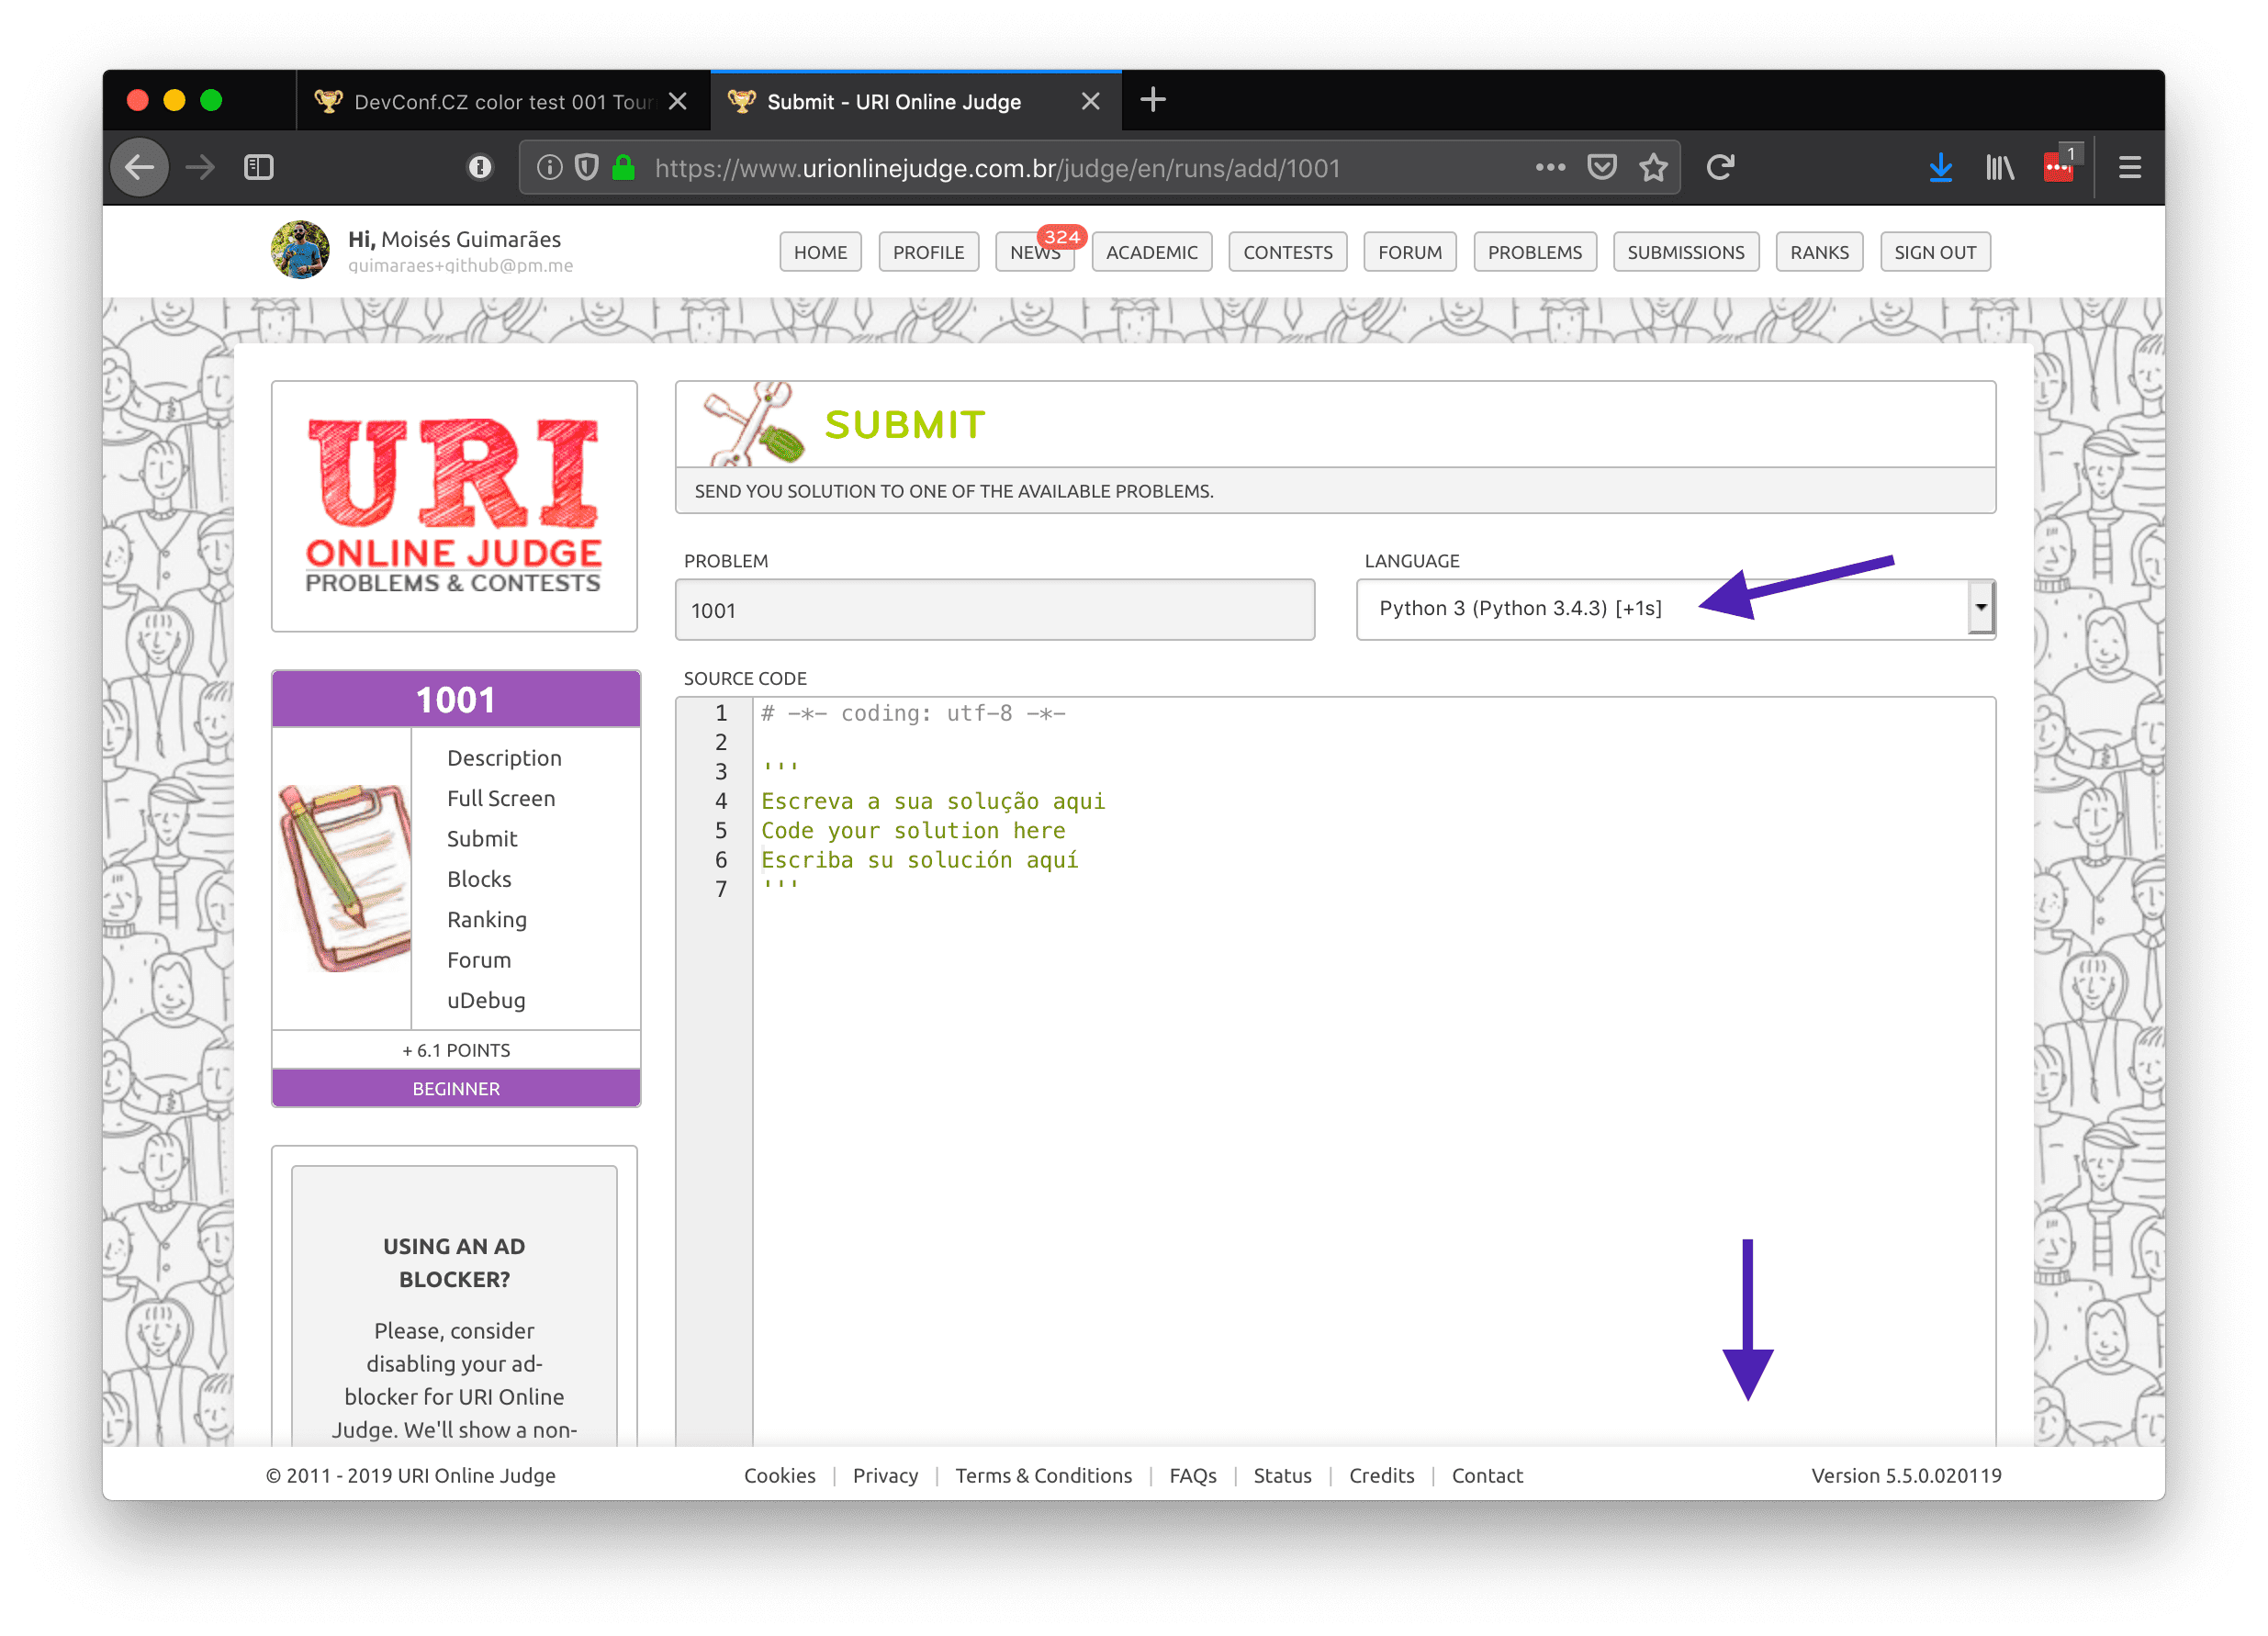 DevConf.CZ color test 001 Tour
Submit - URI Online Judge
https://www.urionlinejudge.com.br/judge/en/runs/add/1001
1
Hi, Moisés Guimarães
guimaraes+github@pm.me
HOME
PROFILE
NEWS
324
ACADEMIC
CONTESTS
FORUM
PROBLEMS
SUBMISSIONS
RANKS
SIGN OUT
URI
ONLINE JUDGE
PROBLEMS & CONTESTS
SUBMIT
SEND YOU SOLUTION TO ONE OF THE AVAILABLE PROBLEMS.
PROBLEM
1001
LANGUAGE
Python 3 (Python 3.4.3) [+1s]
SOURCE CODE
1 # -*- coding: utf-8 -*-
2
3 '''
4 Escreva a sua solução aqui
5 Code your solution here
6 Escriba su solución aquí
7 '''
1001
Description
Full Screen
Submit
Blocks
Ranking
Forum
uDebug
+ 6.1 POINTS
BEGINNER
USING AN AD
BLOCKER?
Please, consider
disabling your ad-
blocker for URI Online
Judge. We'll show a non-
© 2011 - 2019 URI Online Judge
Cookies | Privacy | Terms & Conditions | FAQs | Status | Credits | Contact
Version 5.5.0.020119